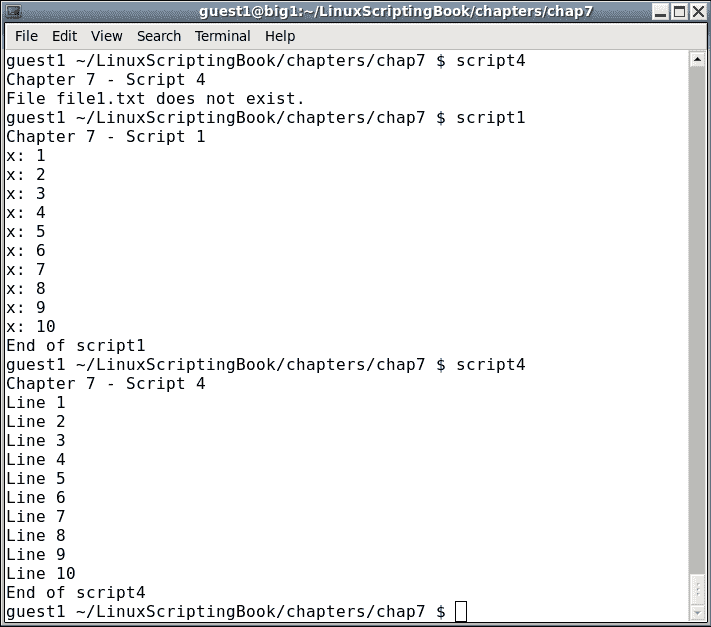 guest1@big1:~/LinuxScriptingBook/chapters/chap7
File Edit View Search Terminal Help
guest1 ~/LinuxScriptingBook/chapters/chap7 $ script4
Chapter 7 - Script 4
File file1.txt does not exist.
guest1 ~/LinuxScriptingBook/chapters/chap7 $ script1
Chapter 7 - Script 1
x: 1
x: 2
x: 3
x: 4
x: 5
x: 6
x: 7
x: 8
x: 9
x: 10
End of script1
guest1 ~/LinuxScriptingBook/chapters/chap7 $ script4
Chapter 7 - Script 4
Line 1
Line 2
Line 3
Line 4
Line 5
Line 6
Line 7
Line 8
Line 9
Line 10
End of script4
guest1 ~/LinuxScriptingBook/chapters/chap7 $